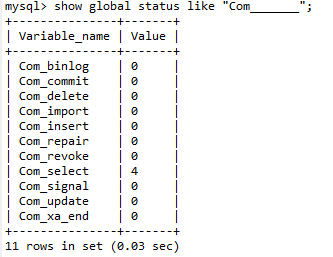 mysql> show global status like "Com_______";
+---------------+-------+
| Variable_name | Value |
+---------------+-------+
| Com_binlog    | 0     |
| Com_commit    | 0     |
| Com_delete    | 0     |
| Com_import    | 0     |
| Com_insert    | 0     |
| Com_repair    | 0     |
| Com_revoke    | 0     |
| Com_select    | 4     |
| Com_signal    | 0     |
| Com_update    | 0     |
| Com_xa_end    | 0     |
+---------------+-------+
11 rows in set (0.03 sec)